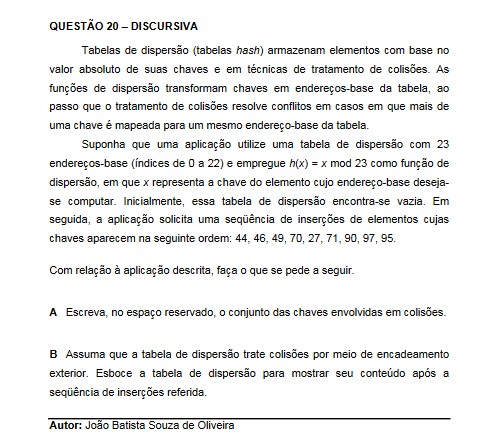 QUESTÃO 20 – DISCURSIVA
Tabelas de dispersão (tabelas hash) armazenam elementos com base no
valor absoluto de suas chaves e em técnicas de tratamento de colisões. As
funções de dispersão transformam chaves em endereços-base da tabela, ao
passo que o tratamento de colisões resolve conflitos em casos em que mais de
uma chave é mapeada para um mesmo endereço-base da tabela.
Suponha que uma aplicação utilize uma tabela de dispersão com 23
endereços-base (índices de 0 a 22) e empregue h(x) = x mod 23 como função de
dispersão, em que x representa a chave do elemento cujo endereço-base deseja-
se computar. Inicialmente, essa tabela de dispersão encontra-se vazia. Em
seguida, a aplicação solicita uma seqüência de inserções de elementos cujas
chaves aparecem na seguinte ordem: 44, 46, 49, 70, 27, 71, 90, 97, 95.
Com relação à aplicação descrita, faça o que se pede a seguir.
A Escreva, no espaço reservado, o conjunto das chaves envolvidas em colisões.
B Assuma que a tabela de dispersão trate colisões por meio de encadeamento
exterior. Esboce a tabela de dispersão para mostrar seu conteúdo após a
seqüência de inserções referida.
Autor: João Batista Souza de Oliveira